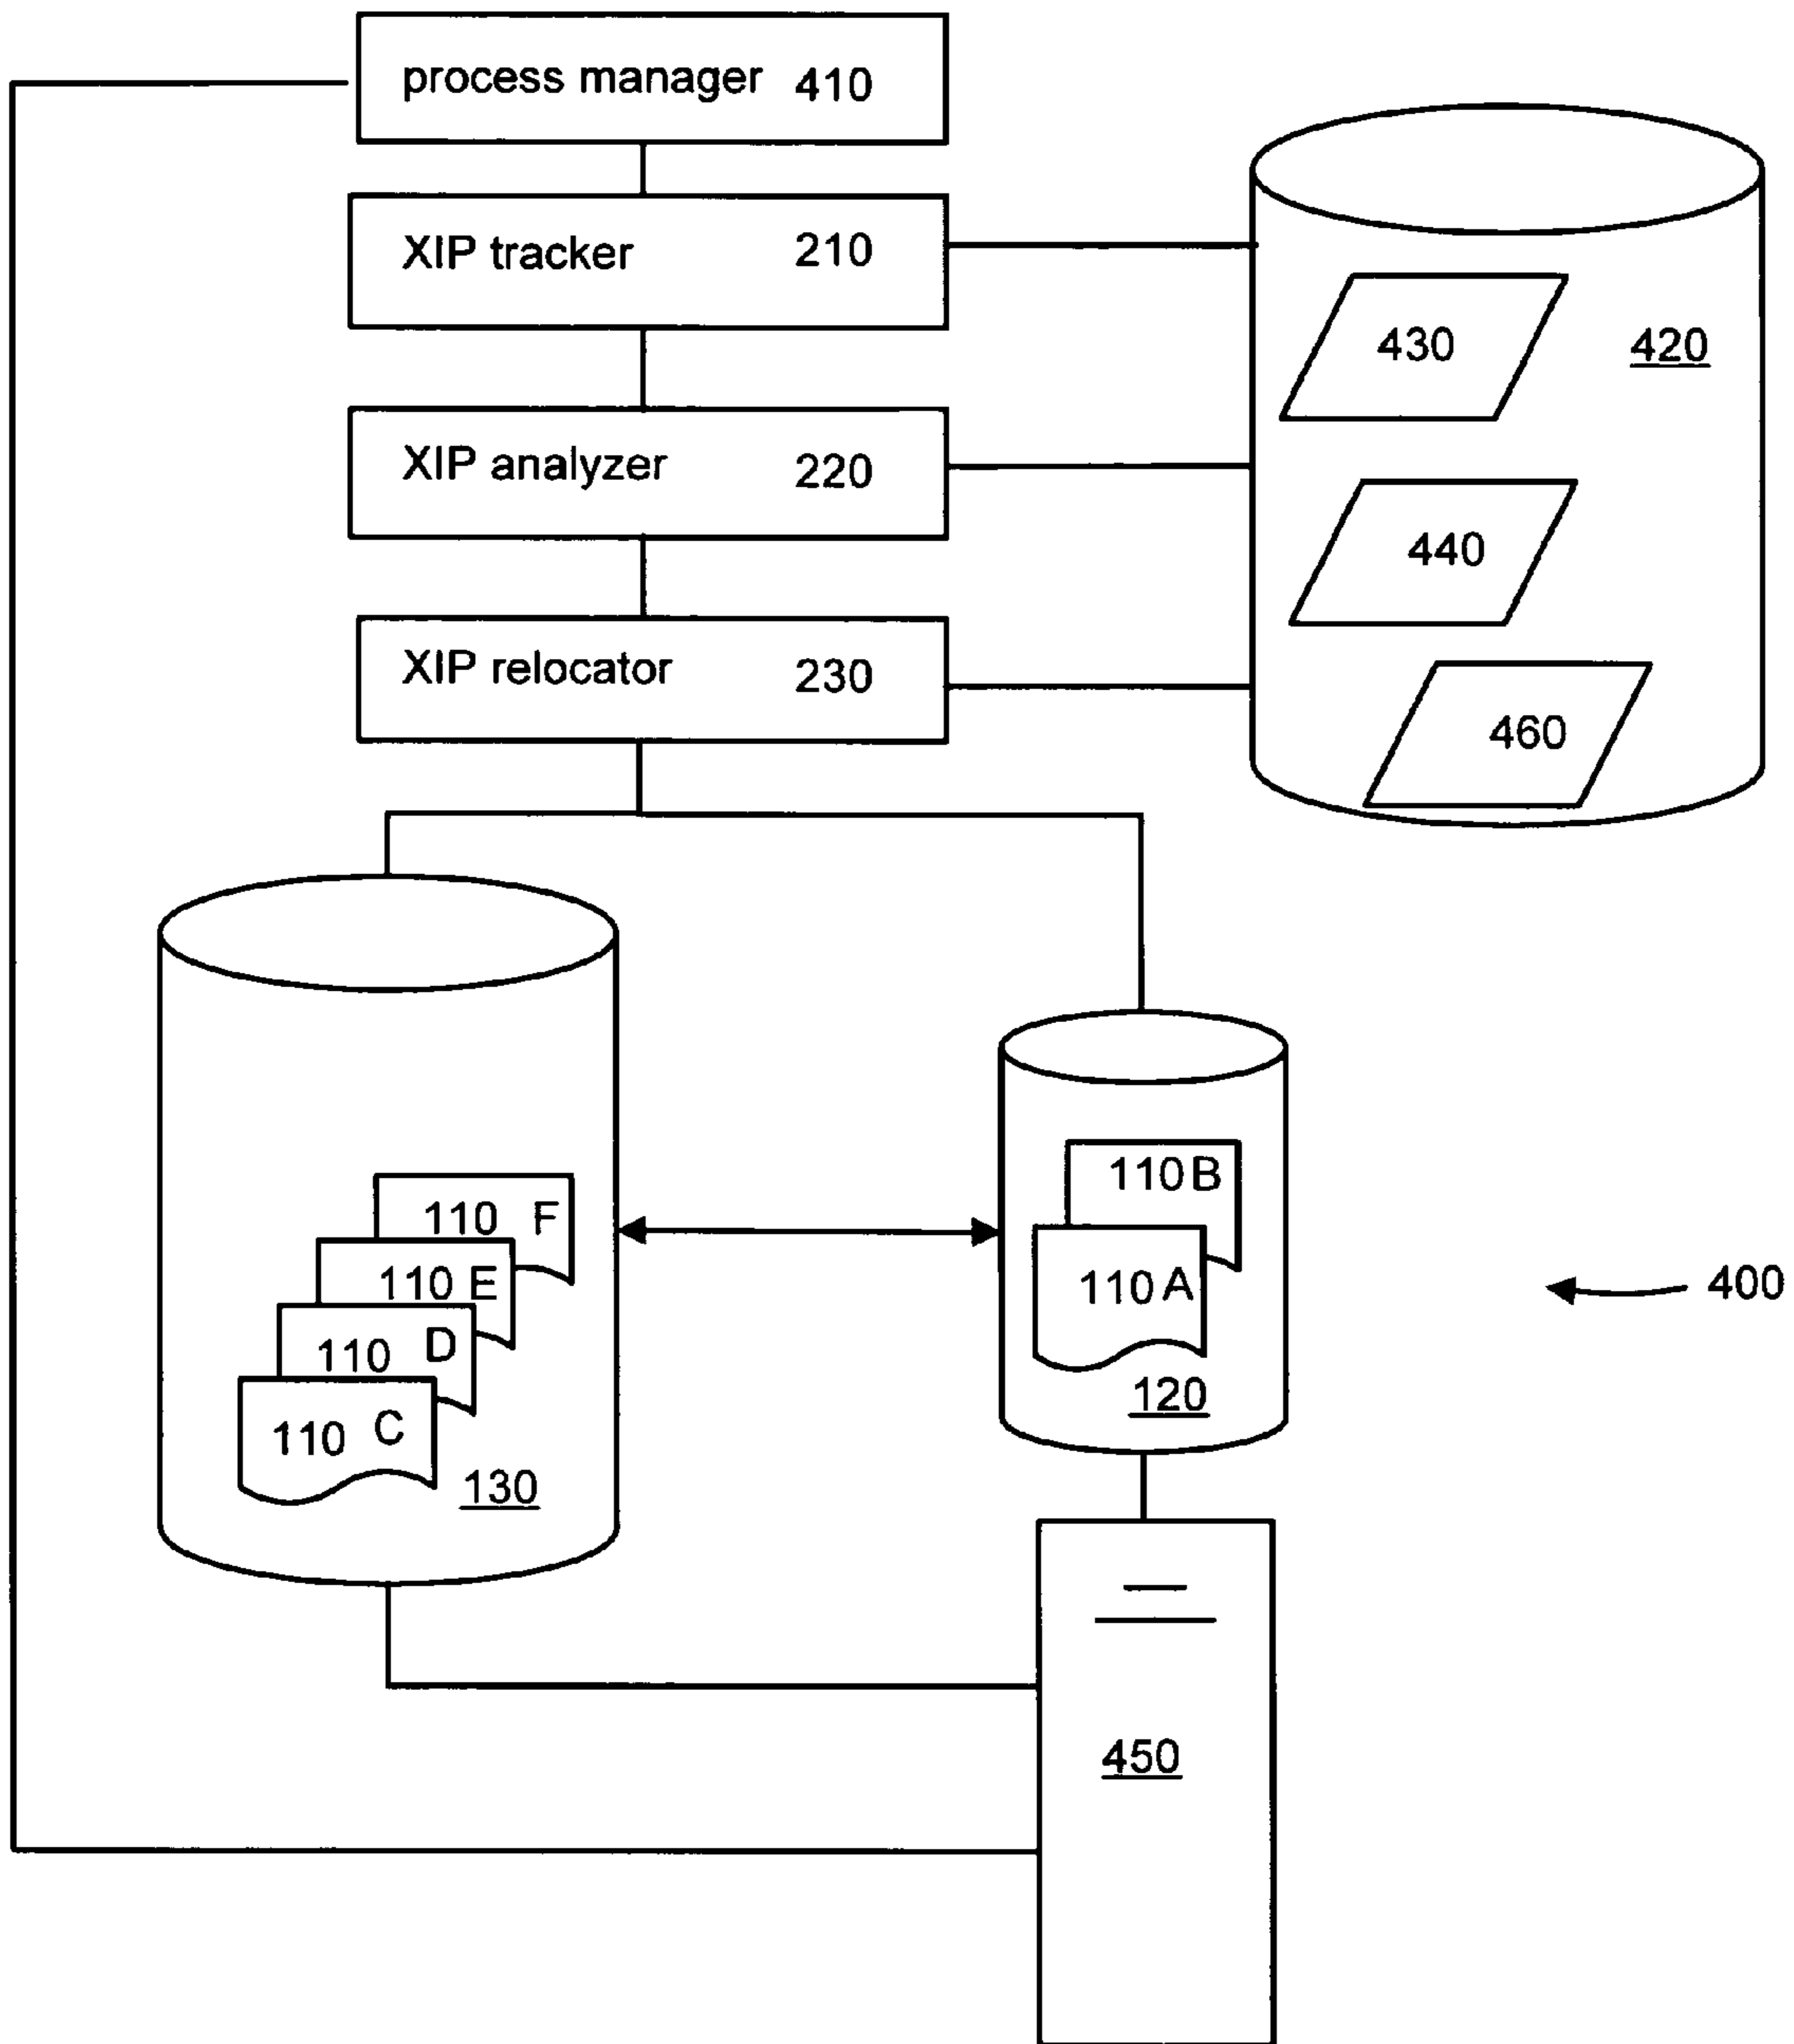 process manager 410
XIP tracker 210
430
420
XIP analyzer 220
440
XIP relocator 230
460
110 B
110 F
110 E
110 A
400
110 D
120
110 C
130
450